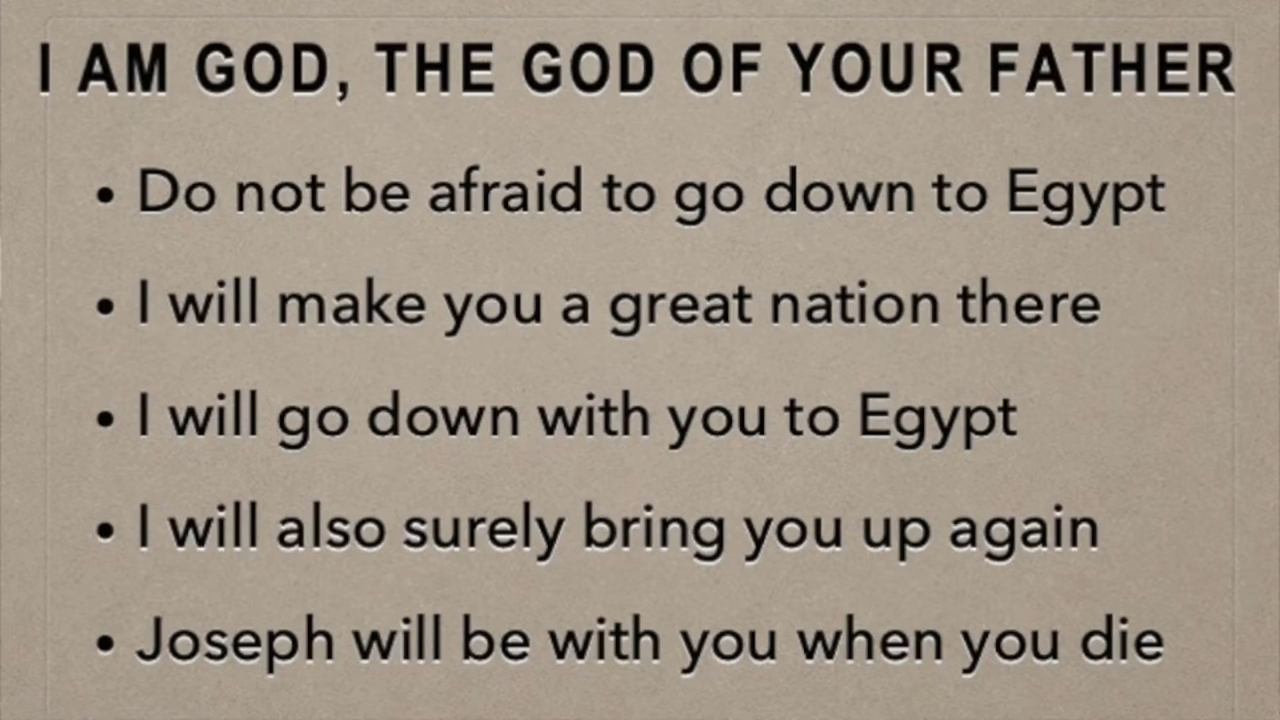 I AM GOD, THE GOD OF YOUR FATHER
• Do not be afraid to go down to Egypt
• I will make you a great nation there
• I will go down with you to Egypt
• I will also surely bring you up again
• Joseph will be with you when you die